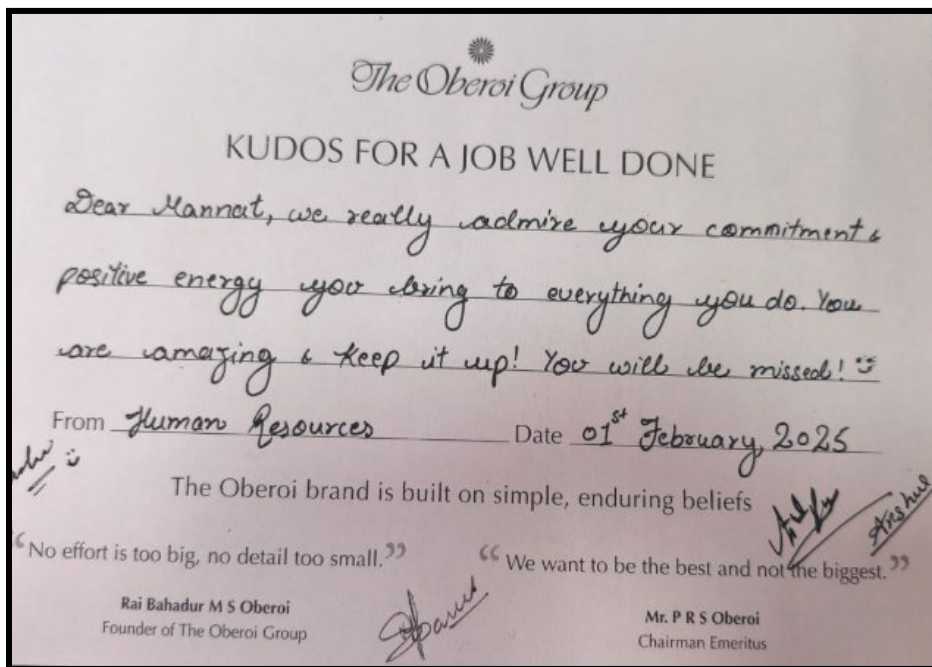 The Oberoi Group
KUDOS FOR A JOB WELL DONE
Dear Mannat, we really admire your commitment &
positive energy you bring to everything you do. You
are amazing & keep it up! You will be missed!
From Human Resources Date 01st February, 2025
The Oberoi brand is built on simple, enduring beliefs
Anshul
“No effort is too big, no detail too small.” “We want to be the best and not the biggest.”
Rai Bahadur M S Oberoi Mr. P R S Oberoi
Founder of The Oberoi Group Chairman Emeritus